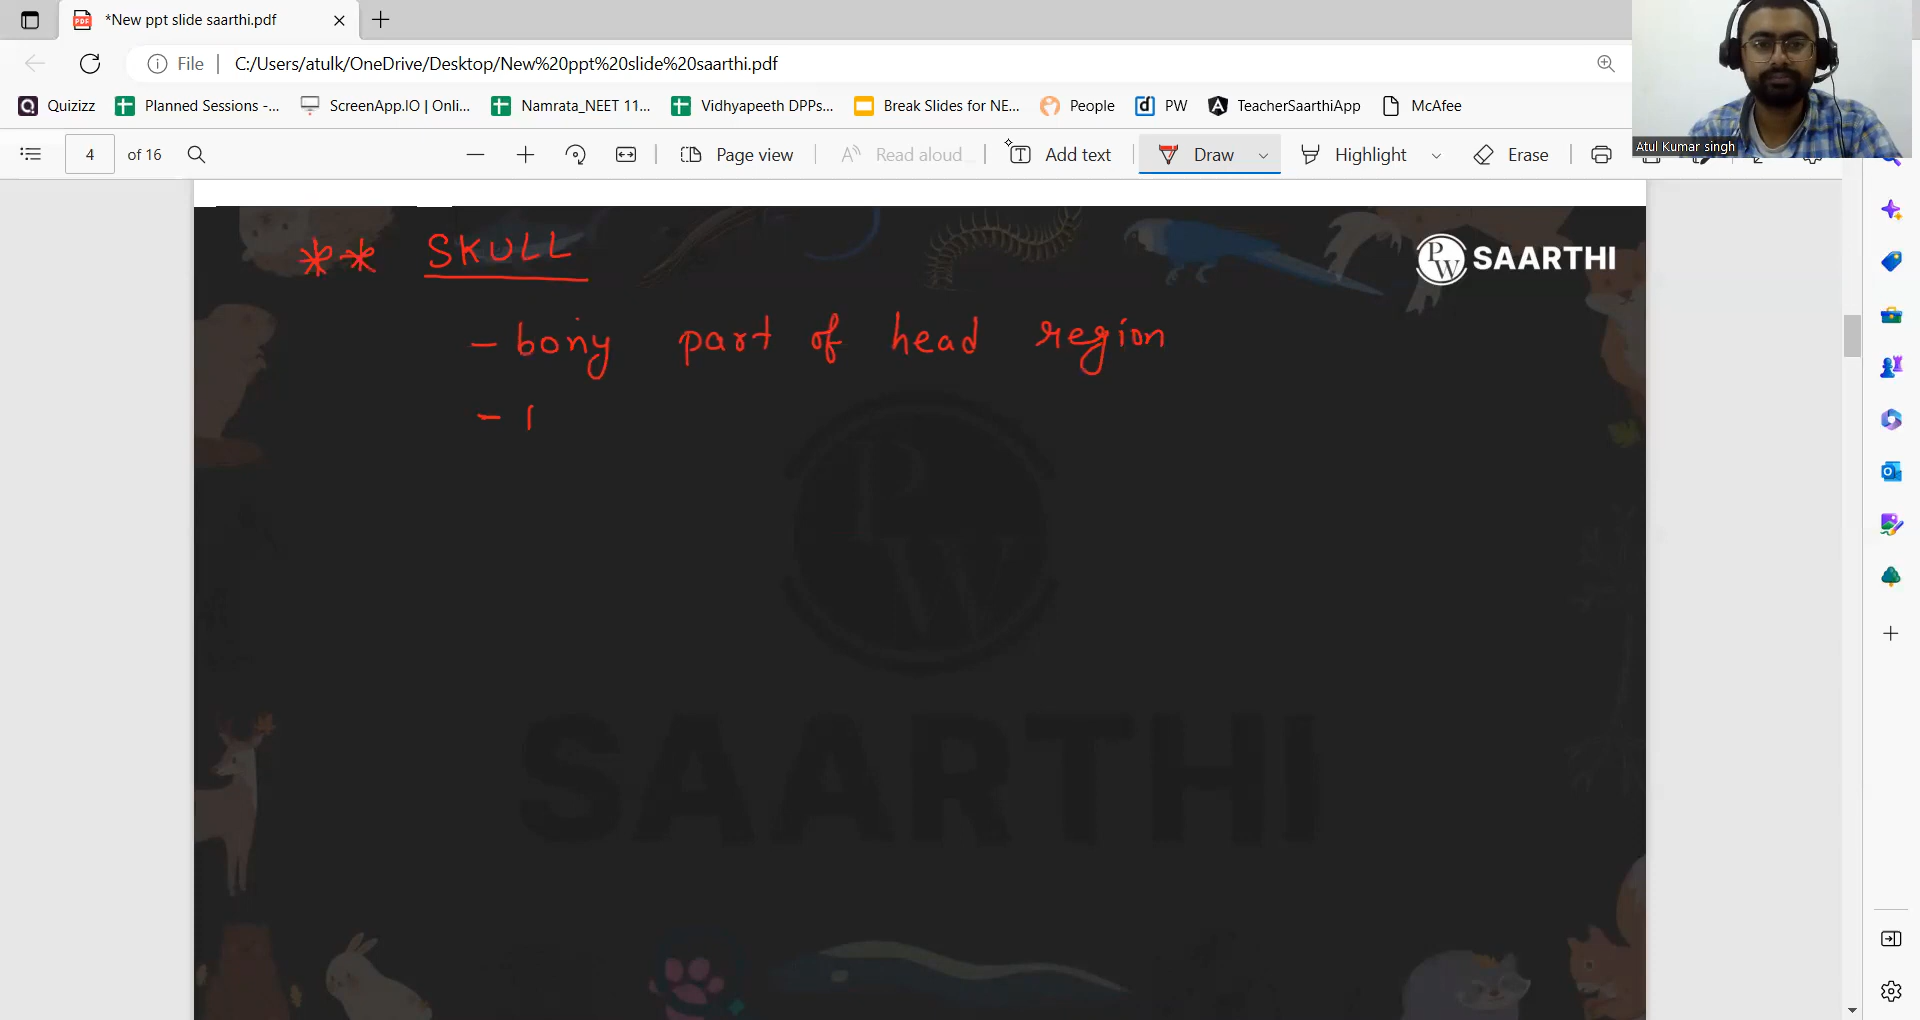 *New ppt slide saarthi.pdf
File
C:/Users/atulk/OneDrive/Desktop/New%20ppt%20slide%20saarthi.pdf
Quizizz
Planned Sessions -...
ScreenApp.IO | Onli...
Namrata_NEET 11...
Vidhyapeeth DPPs...
Break Slides for NE...
People
PW
TeacherSaarthiApp
McAfee
4 of 16
Page view
Read aloud
Add text
Draw
Highlight
Erase
Atul Kumar singh
** SKULL
PW SAARTHI
- bony part of head region
PW
SAARTHI